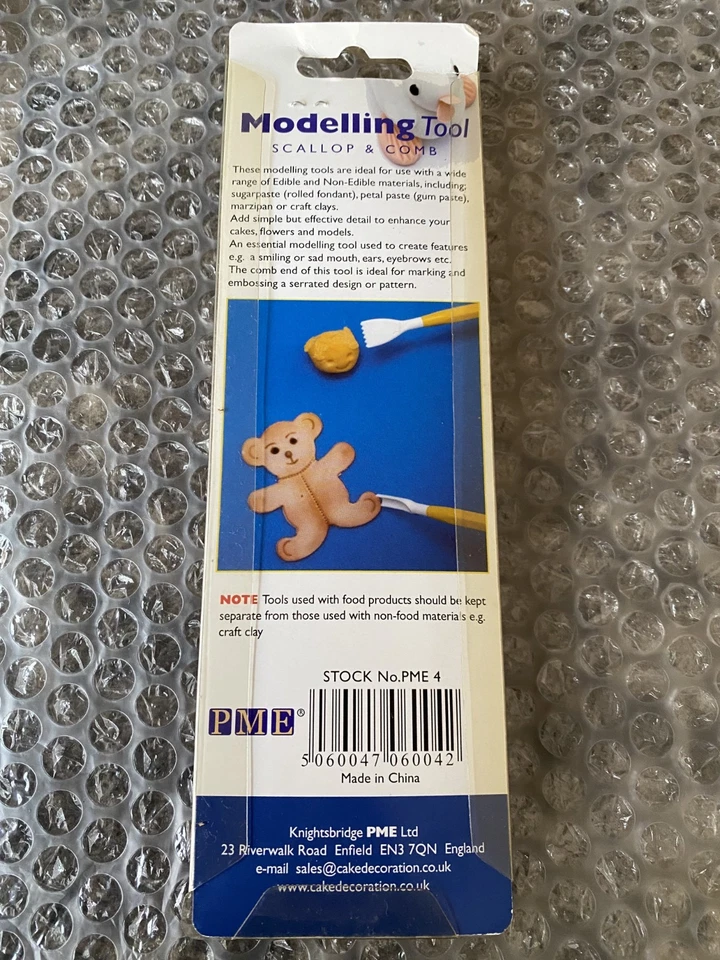 Modelling Tool
SCALLOP & COMB
These modelling tools are ideal for use with a wide
range of Edible and Non-Edible materials, including;
sugarpaste (rolled fondant), petal paste (gum paste),
marzipan or craft clays.
Add simple but effective detail to enhance your
cakes, flowers and models.
An essential modelling tool used to create features
e.g. a smiling or sad mouth, ears, eyebrows etc.
The comb end of this tool is ideal for marking and
embossing a serrated design or pattern.
NOTE Tools used with food products should be kept
separate from those used with non-food materials e.g.
craft clay
STOCK No.PME 4
PME®
5 060047 060042
Made in China
Knightsbridge PME Ltd
23 Riverwalk Road Enfield EN3 7QN England
e-mail sales@cakedecoration.co.uk
www.cakedecoration.co.uk